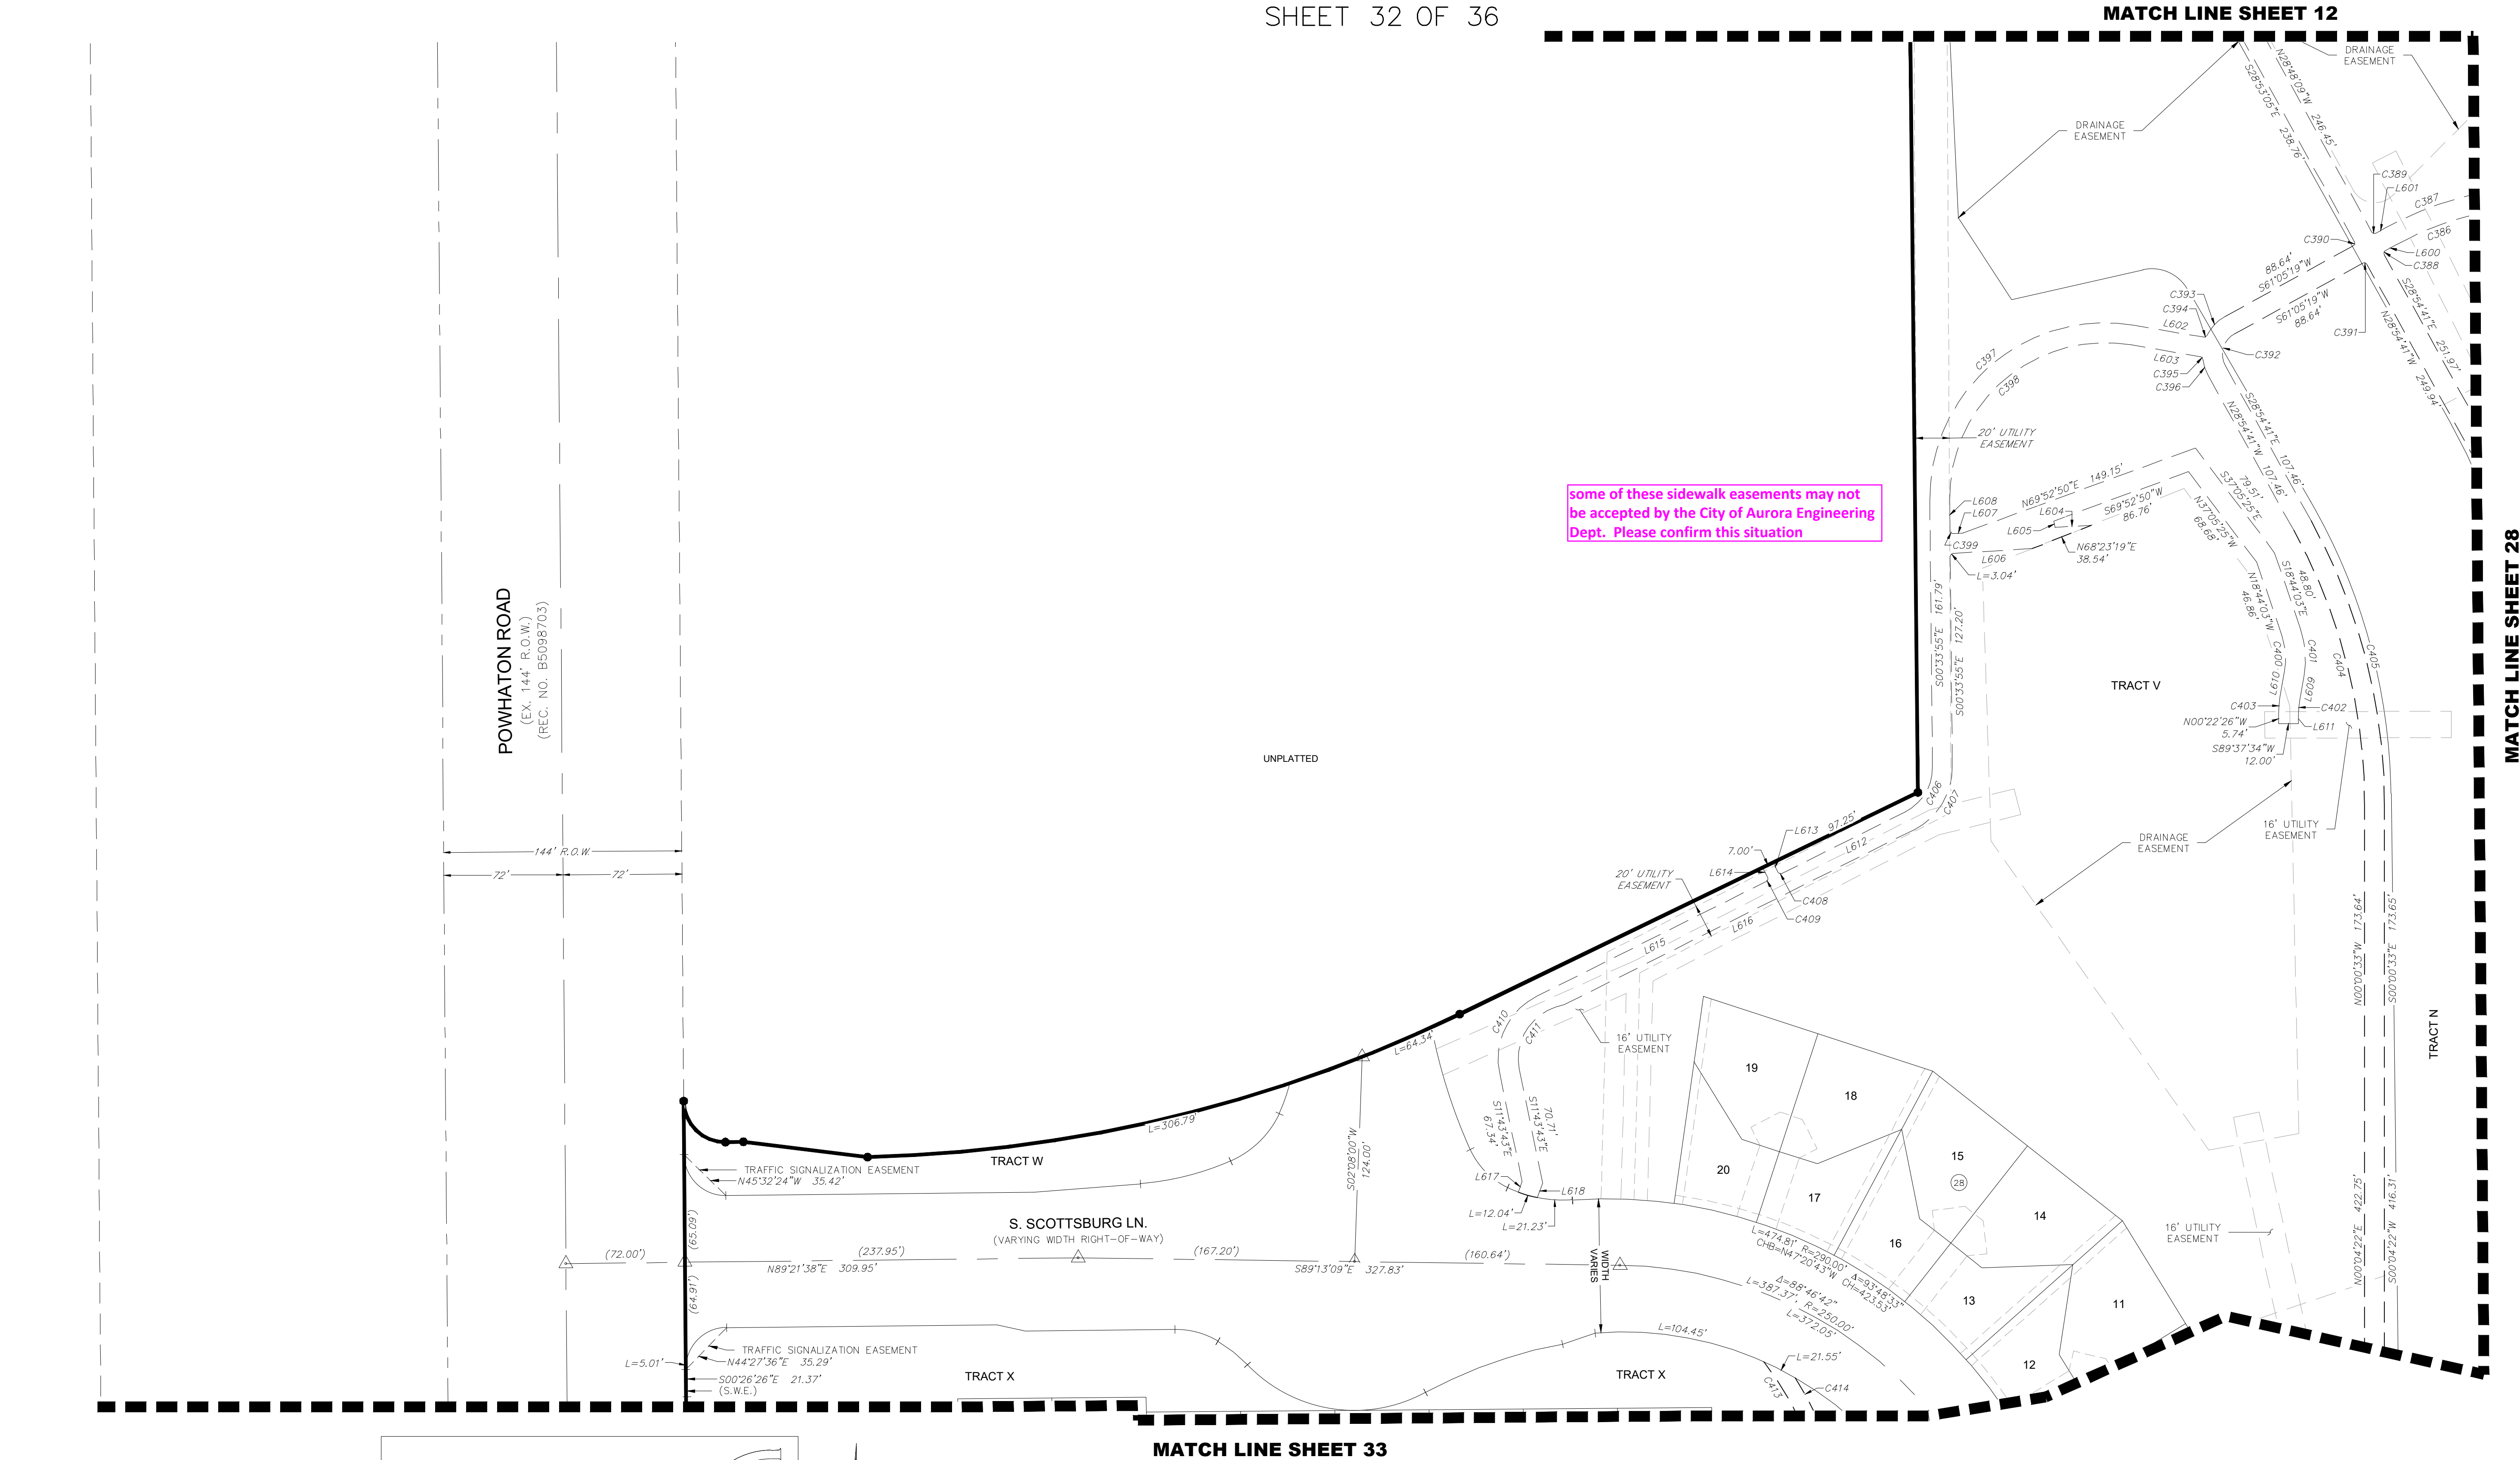 SHEET 32 OF 36
MATCH LINE SHEET 12
DRAINAGE
EASEMENT
N28°48'09"W 246.45'
S28°53'05"E 238.76'
DRAINAGE
EASEMENT
C389
L601
C387
C386
C390
L600
C388
88.64'
S61°05'19"W
S61°05'19"W
88.64'
C393
C394
L602
C391
S28°54'41"E 251.97'
N28°54'41"W 249.94'
C392
L603
C395
C396
C397
C398
N28°54'41"W 107.46'
S28°54'41"E 107.46'
20' UTILITY
EASEMENT
some of these sidewalk easements may not
be accepted by the City of Aurora Engineering
Dept. Please confirm this situation
L608
L607
N69°52'50"E 149.15'
L604
S69°52'50"W
86.76'
L605
79.51'
S37°05'25"E
N37°05'25"W
68.68'
C399
L606
N68°23'19"E
38.54'
L=3.04'
48.80'
S18°44'03"E
N18°44'03"W
46.86'
MATCH LINE SHEET 28
POWHATON ROAD
(EX. 144' R.O.W.)
(REC. NO. B5098703)
S00°33'55"E 161.79'
S00°33'55"E 127.20'
C400
C401
C404
C405
TRACT V
L610
L609
C403
C402
N00°22'26"W
5.74'
L611
S89°37'34"W
12.00'
UNPLATTED
C406
C407
16' UTILITY
EASEMENT
DRAINAGE
EASEMENT
L613
97.25'
L612
7.00'
144' R.O.W.
72'
72'
20' UTILITY
EASEMENT
L614
C408
C409
L616
L615
N00°00'33"W 173.64'
S00°00'33"E 173.65'
TRACT N
C410
C411
16' UTILITY
EASEMENT
L=64.34'
19
18
L=306.79'
S11°43'43"E
67.34'
70.71'
S11°43'43"E
S02°08'00"W
124.00'
TRACT W
TRAFFIC SIGNALIZATION EASEMENT
N45°32'24"W 35.42'
20
17
15
28
L617
L618
L=12.04'
L=21.23'
14
16
N00°04'22"E 422.75'
S00°04'22"W 416.31'
16' UTILITY
EASEMENT
S. SCOTTSBURG LN.
(VARYING WIDTH RIGHT-OF-WAY)
(65.09')
(72.00')
(237.95')
(167.20')
(160.64')
N89°21'38"E 309.95'
S89°13'09"E 327.83'
WIDTH
VARIES
L=474.81' R=290.00' Δ=93°48'33"
CHB=N47°20'43"W CH=423.53'
Δ=88°46'42"
L=387.37' R=250.00'
L=372.05'
(64.91')
13
11
L=104.45'
TRAFFIC SIGNALIZATION EASEMENT
L=5.01'
N44°27'36"E 35.29'
L=21.55'
12
S00°26'26"E 21.37'
(S.W.E.)
TRACT X
TRACT X
C413
C414
MATCH LINE SHEET 33